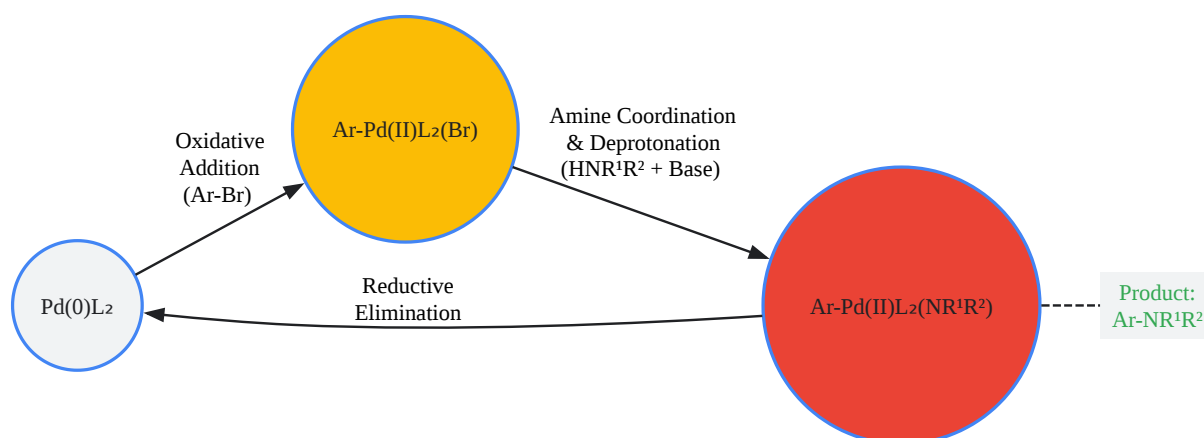 Ar-Pd(II)L₂(Br)
Oxidative
Addition
(Ar-Br)
Amine Coordination
& Deprotonation
(HNR¹R² + Base)
Pd(0)L₂
Reductive
Elimination
Ar-Pd(II)L₂(NR¹R²)
Product:
Ar-NR¹R²